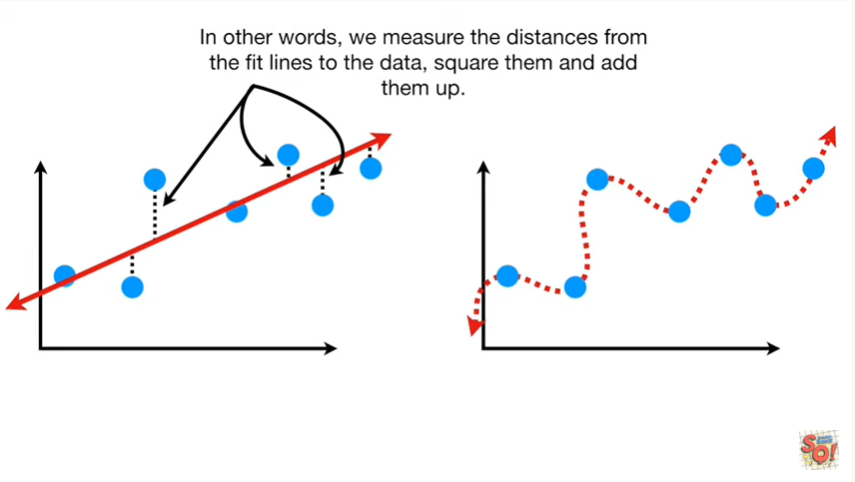 In other words, we measure the distances from
the fit lines to the data, square them and add
them up.
SQ!